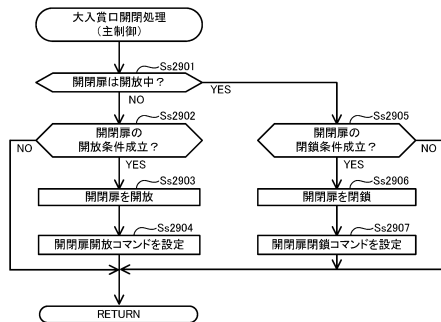 大入賞口開閉処理
(主制御)
Ss2901
開閉扉は開放中?
YES
NO
Ss2902
開閉扉の
開放条件成立?
NO
YES
Ss2905
開閉扉の
閉鎖条件成立?
NO
YES
Ss2903
開閉扉を開放
Ss2906
開閉扉を閉鎖
Ss2904
開閉扉開放コマンドを設定
Ss2907
開閉扉閉鎖コマンドを設定
RETURN